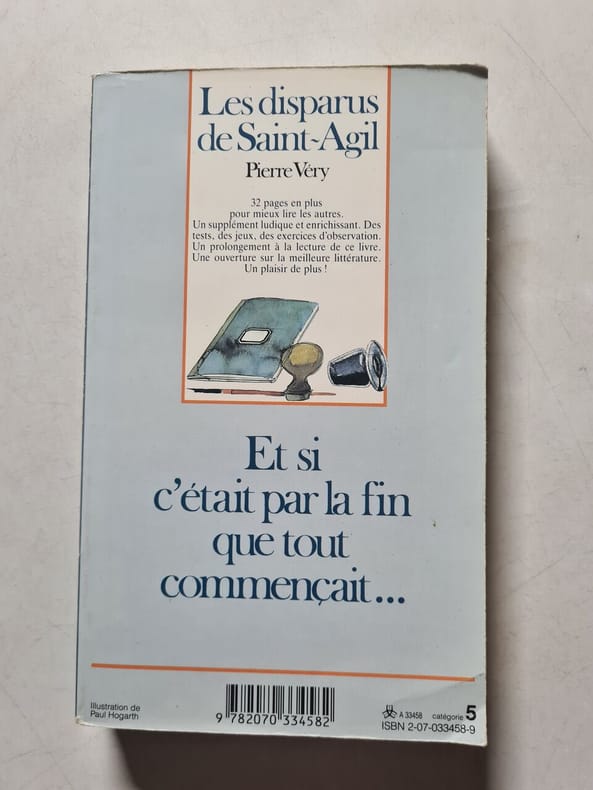 Les disparus
de Saint-Agil
Pierre Véry
32 pages en plus
pour mieux lire les autres.
Un supplément ludique et enrichissant. Des
tests, des jeux, des exercices d'observation.
Un prolongement à la lecture de ce livre.
Une ouverture sur la meilleure littérature.
Un plaisir de plus !
Et si
c'était par la fin
que tout
commençait...
Illustration de
Paul Hogarth
9 782070 334582
A 33458 catégorie 5
ISBN 2-07-033458-9